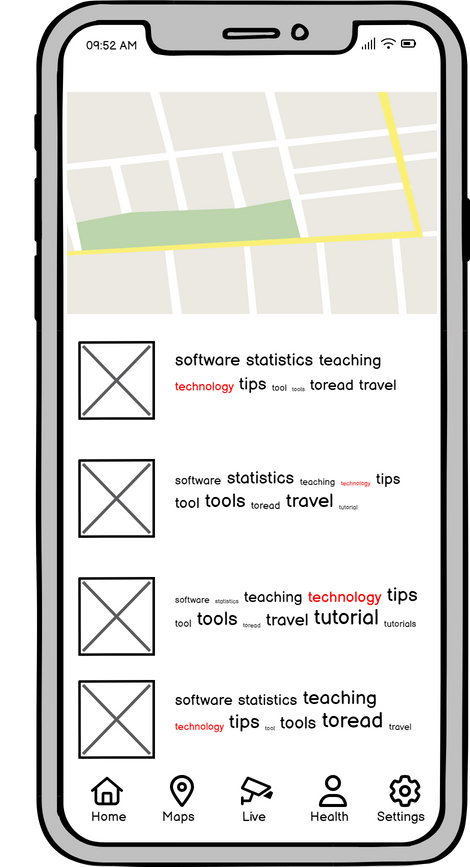 09:52 AM
software statistics teaching
technology tips tool tools toread travel
software statistics teaching technology tips
tool tools toread travel tutorial
software statistics teaching technology tips
tool tools toread travel tutorial tutorials
software statistics teaching
technology tips tool tools toread travel
Home Maps Live Health Settings